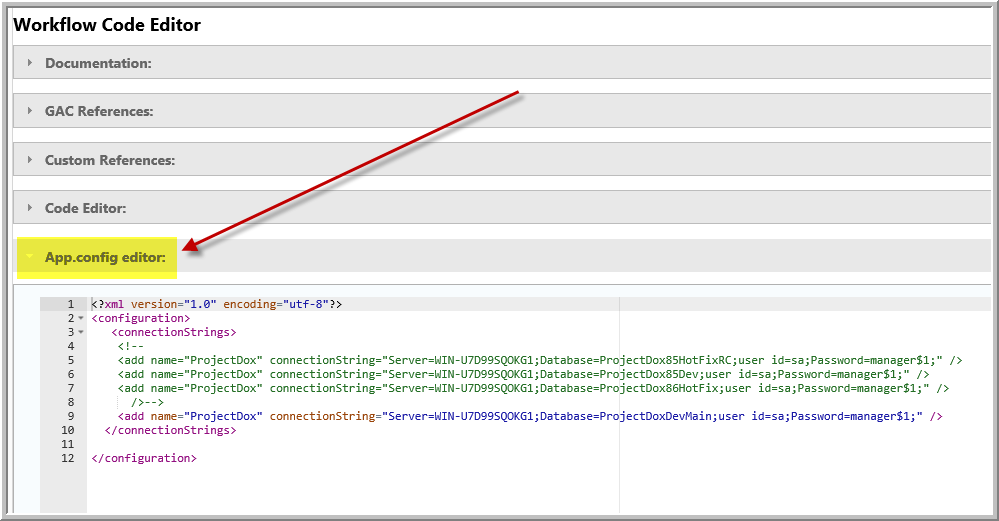 Workflow Code Editor
Documentation:
GAC References:
Custom References:
Code Editor:
App.config editor:
1 <?xml version="1.0" encoding="utf-8"?>
2 <configuration>
3 <connectionStrings>
4 <!--
5 <add name="ProjectDox" connectionString="Server=WIN-U7D99SQOKG1;Database=ProjectDox85HotFixRC;user id=sa;Password=manager$1;" />
6 <add name="ProjectDox" connectionString="Server=WIN-U7D99SQOKG1;Database=ProjectDox85Dev;user id=sa;Password=manager$1;" />
7 <add name="ProjectDox" connectionString="Server=WIN-U7D99SQOKG1;Database=ProjectDox86HotFix;user id=sa;Password=manager$1;" />
8 />-->
9 <add name="ProjectDox" connectionString="Server=WIN-U7D99SQOKG1;Database=ProjectDoxDevMain;user id=sa;Password=manager$1;" />
10 </connectionStrings>
11
12 </configuration>